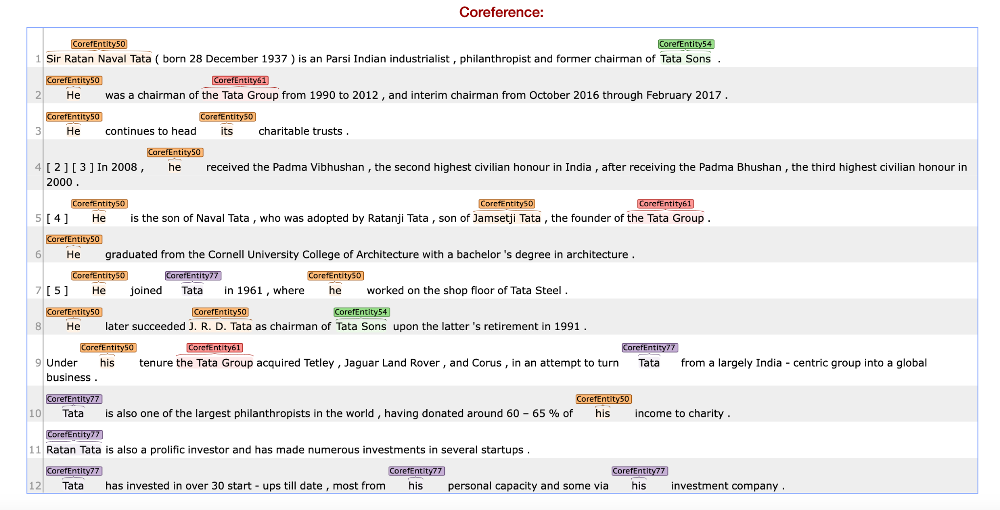 Coreference:
CorefEntity50 CorefEntity54
1 Sir Ratan Naval Tata ( born 28 December 1937 ) is an Parsi Indian industrialist , philanthropist and former chairman of Tata Sons .
CorefEntity50 CorefEntity61
2 He was a chairman of the Tata Group from 1990 to 2012 , and interim chairman from October 2016 through February 2017 .
CorefEntity50 CorefEntity50
3 He continues to head its charitable trusts .
CorefEntity50
4 [ 2 ] [ 3 ] In 2008 , he received the Padma Vibhushan , the second highest civilian honour in India , after receiving the Padma Bhushan , the third highest civilian honour in
2000 .
CorefEntity50 CorefEntity50 CorefEntity61
5 [ 4 ] He is the son of Naval Tata , who was adopted by Ratanji Tata , son of Jamsetji Tata , the founder of the Tata Group .
CorefEntity50
6 He graduated from the Cornell University College of Architecture with a bachelor 's degree in architecture .
CorefEntity50 CorefEntity77 CorefEntity50
7 [ 5 ] He joined Tata in 1961 , where he worked on the shop floor of Tata Steel .
CorefEntity50 CorefEntity50 CorefEntity54
8 He later succeeded J. R. D. Tata as chairman of Tata Sons upon the latter 's retirement in 1991 .
CorefEntity50 CorefEntity61 CorefEntity77
9 Under his tenure the Tata Group acquired Tetley , Jaguar Land Rover , and Corus , in an attempt to turn Tata from a largely India - centric group into a global
business .
CorefEntity77 CorefEntity50
10 Tata is also one of the largest philanthropists in the world , having donated around 60 – 65 % of his income to charity .
CorefEntity77
11 Ratan Tata is also a prolific investor and has made numerous investments in several startups .
CorefEntity77 CorefEntity77 CorefEntity77
12 Tata has invested in over 30 start - ups till date , most from his personal capacity and some via his investment company .